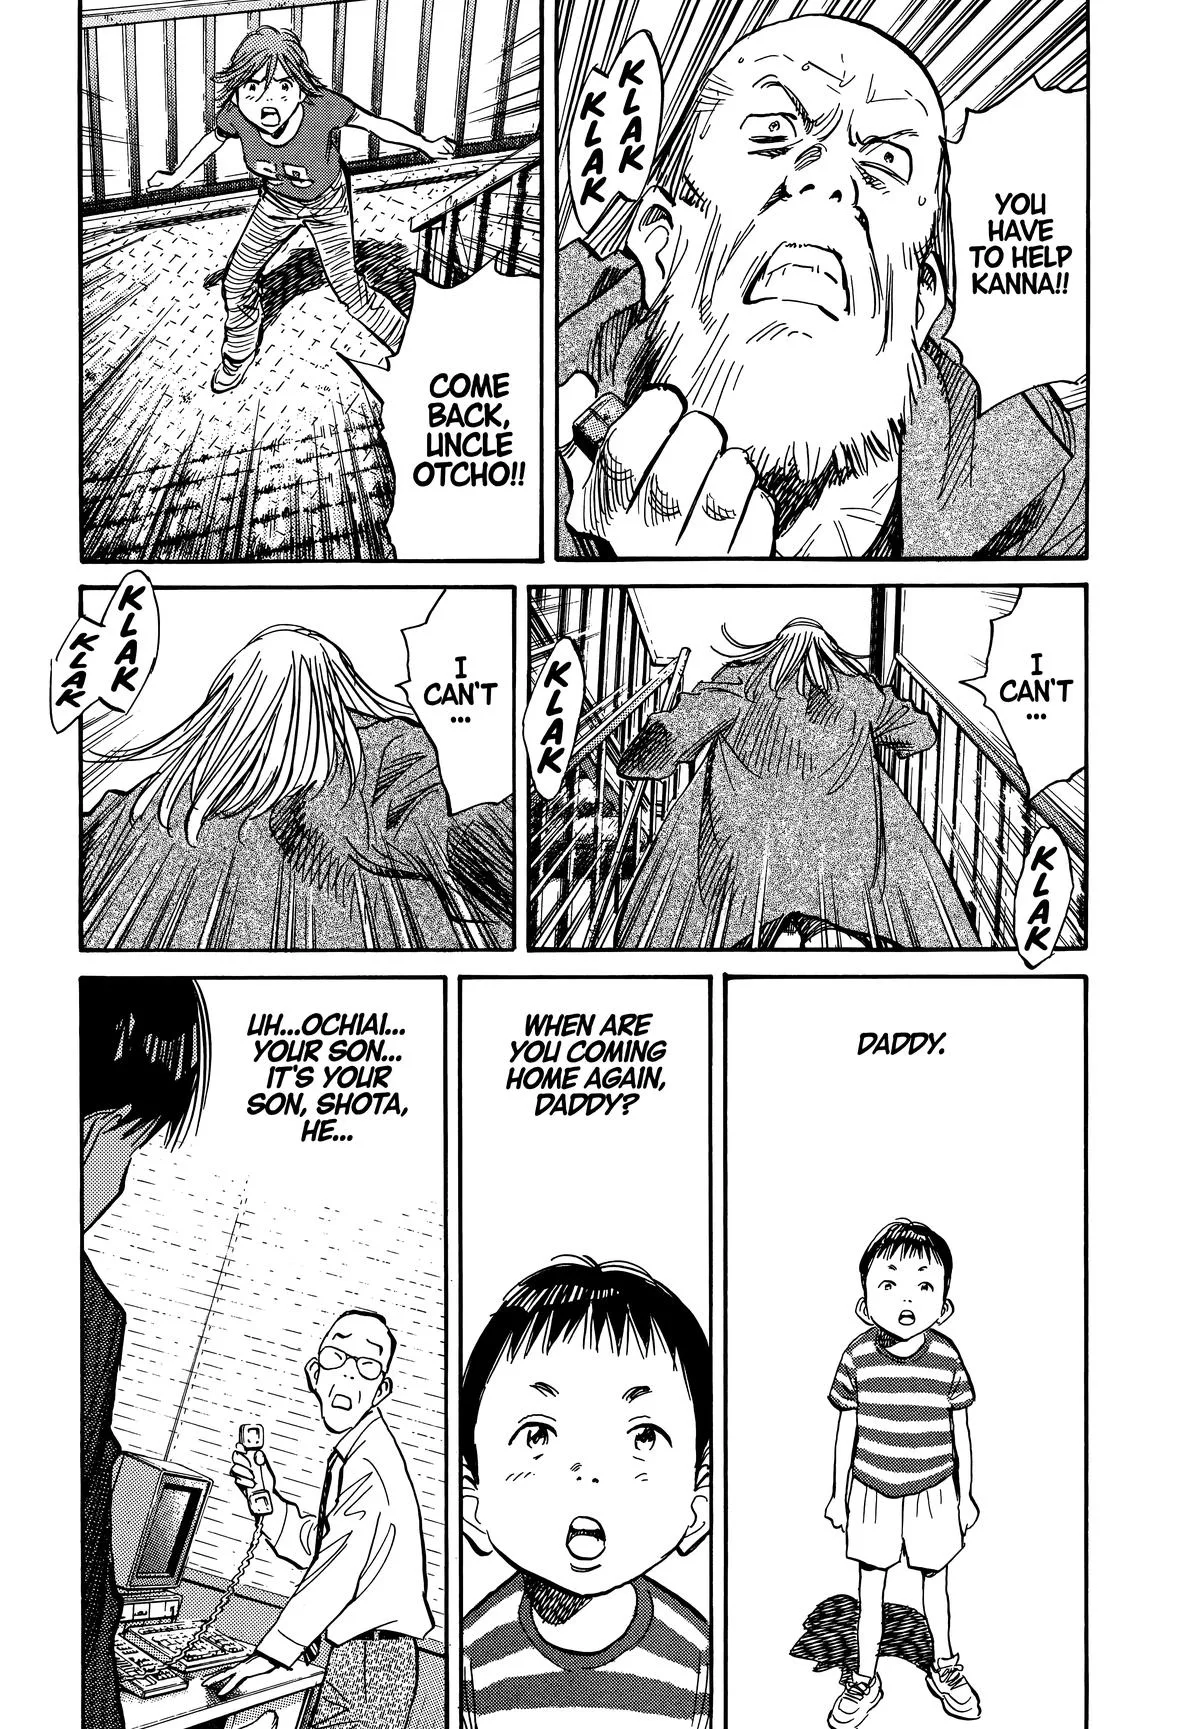 YOU
HAVE
TO HELP
KANNA!!
KLAK
KLAK
COME
BACK,
UNCLE
OTCHO!!
I
CAN'T
...
KLAK
KLAK
I
CAN'T
...
KLAK
KLAK
DADDY.
WHEN ARE
YOU COMING
HOME AGAIN,
DADDY?
UH...OCHIAI...
YOUR SON...
IT'S YOUR
SON, SHOTA,
HE...